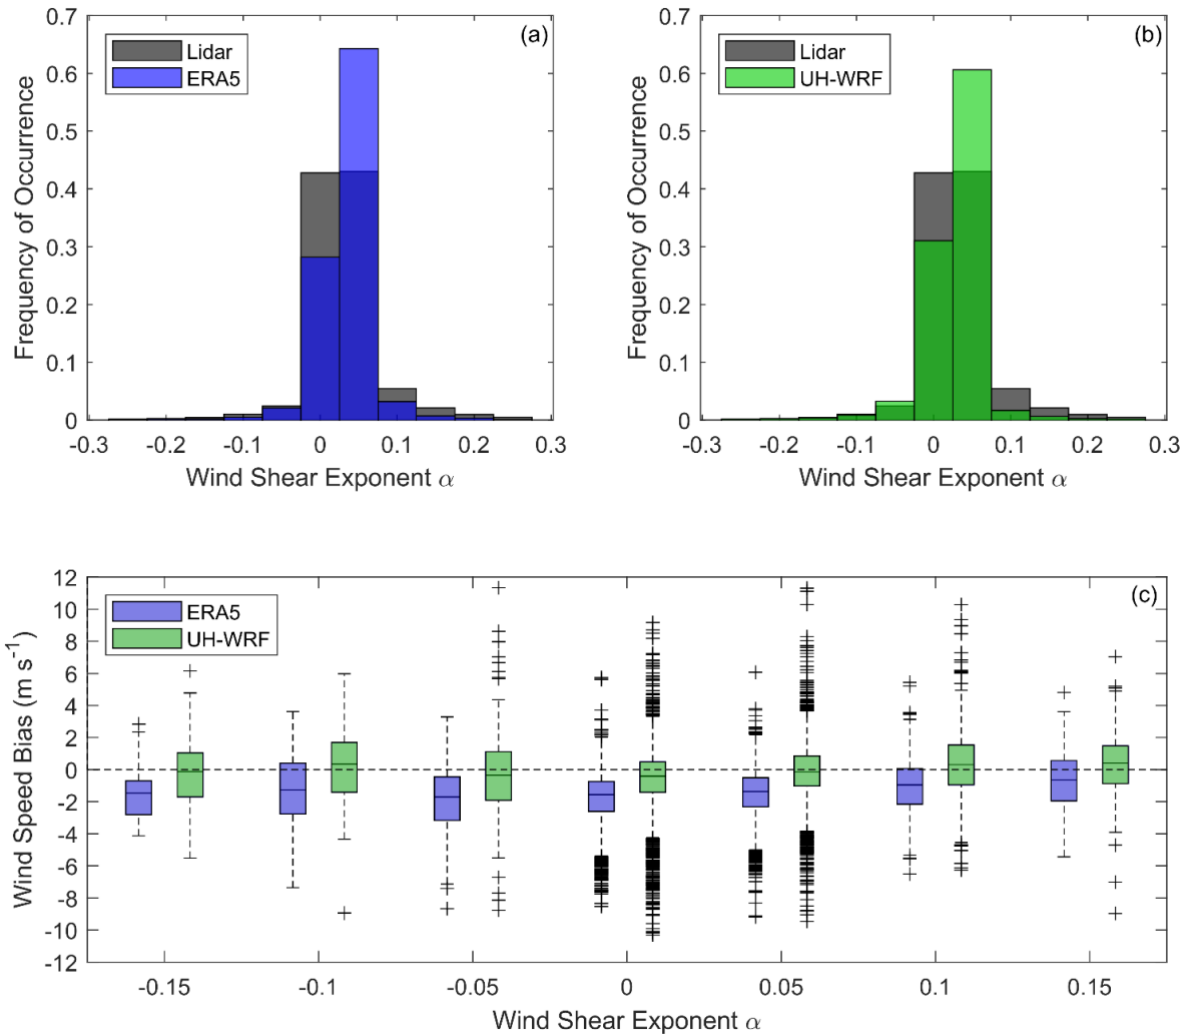 (a)
Lidar
ERA5
Frequency of Occurrence
0.7
0.6
0.5
0.4
0.3
0.2
0.1
0
-0.3 -0.2 -0.1 0 0.1 0.2 0.3
Wind Shear Exponent α
(b)
Lidar
UH-WRF
Frequency of Occurrence
0.7
0.6
0.5
0.4
0.3
0.2
0.1
0
-0.3 -0.2 -0.1 0 0.1 0.2 0.3
Wind Shear Exponent α
(c)
ERA5
UH-WRF
Wind Speed Bias (m s⁻¹)
12
10
8
6
4
2
0
-2
-4
-6
-8
-10
-12
-0.15 -0.1 -0.05 0 0.05 0.1 0.15
Wind Shear Exponent α